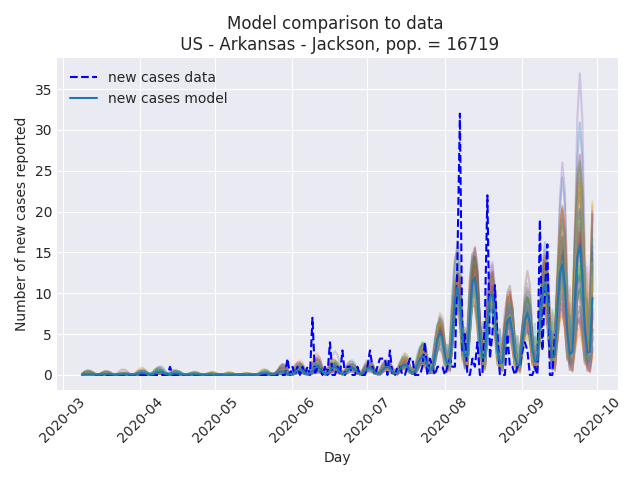 Model comparison to data
US - Arkansas - Jackson, pop. = 16719
new cases data
new cases model
Number of new cases reported
35
30
25
20
15
10
5
0
2020-03
2020-04
2020-05
2020-06
2020-07
2020-08
2020-09
2020-10
Day